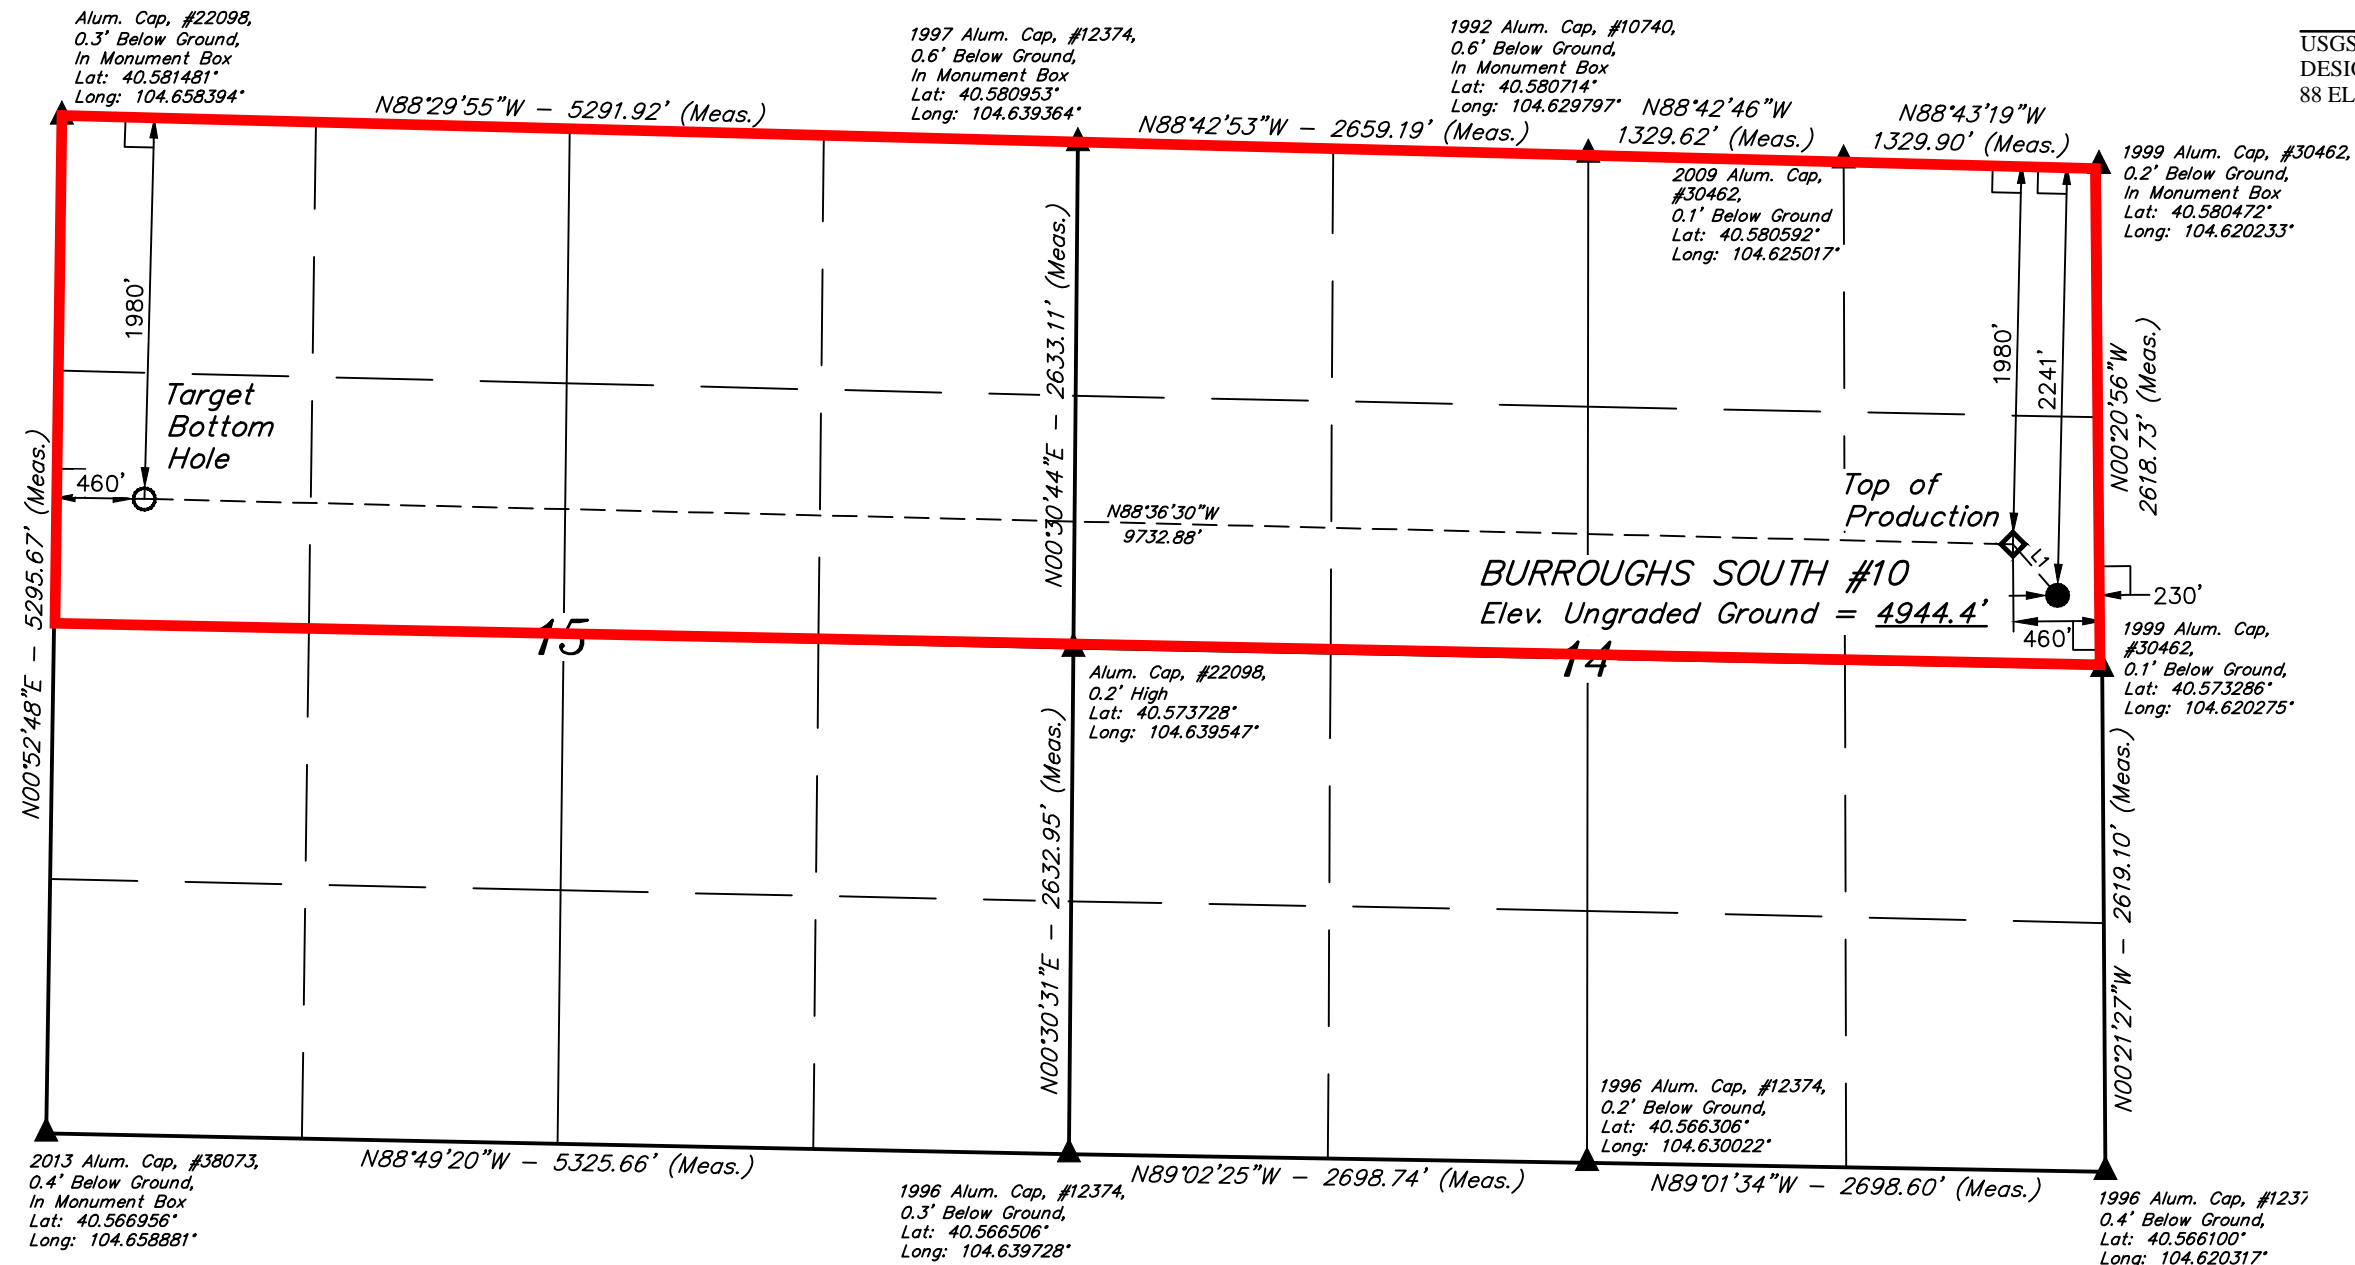 Alum. Cap, #22098,
0.3' Below Ground,
In Monument Box
Lat: 40.581481°
Long: 104.658394°
N88°29'55"W - 5291.92' (Meas.)
1997 Alum. Cap, #12374,
0.6' Below Ground,
In Monument Box
Lat: 40.580953°
Long: 104.639364°
N88°42'53"W - 2659.19' (Meas.)
1992 Alum. Cap, #10740,
0.6' Below Ground,
In Monument Box
Lat: 40.580714°
Long: 104.629797°
N88°42'46"W
1329.62' (Meas.)
N88°43'19"W
1329.90' (Meas.)
USGS
DESIG
88 EL
1999 Alum. Cap, #30462,
0.2' Below Ground,
In Monument Box
Lat: 40.580472°
Long: 104.620233°
2009 Alum. Cap,
#30462,
0.1' Below Ground
Lat: 40.580592°
Long: 104.625017°
1980'
Target
Bottom
Hole
460'
N00°52'48"E - 5295.67' (Meas.)
N00°30'44"E - 2633.11' (Meas.)
N88°36'30"W
9732.88'
1980'
2241'
N00°20'56"W
2618.73' (Meas.)
Top of
Production
L1
BURROUGHS SOUTH #10
Elev. Ungraded Ground = 4944.4'
230'
460'
15
14
1999 Alum. Cap,
#30462,
0.1' Below Ground,
Lat: 40.573286°
Long: 104.620275°
Alum. Cap, #22098,
0.2' High
Lat: 40.573728°
Long: 104.639547°
N00°30'31"E - 2632.95' (Meas.)
N00°21'27"W - 2619.10' (Meas.)
1996 Alum. Cap, #12374,
0.2' Below Ground,
Lat: 40.566306°
Long: 104.630022°
2013 Alum. Cap, #38073,
0.4' Below Ground,
In Monument Box
Lat: 40.566956°
Long: 104.658881°
N88°49'20"W - 5325.66' (Meas.)
1996 Alum. Cap, #12374,
0.3' Below Ground,
Lat: 40.566506°
Long: 104.639728°
N89°02'25"W - 2698.74' (Meas.)
N89°01'34"W - 2698.60' (Meas.)
1996 Alum. Cap, #1237
0.4' Below Ground,
Lat: 40.566100°
Long: 104.620317°